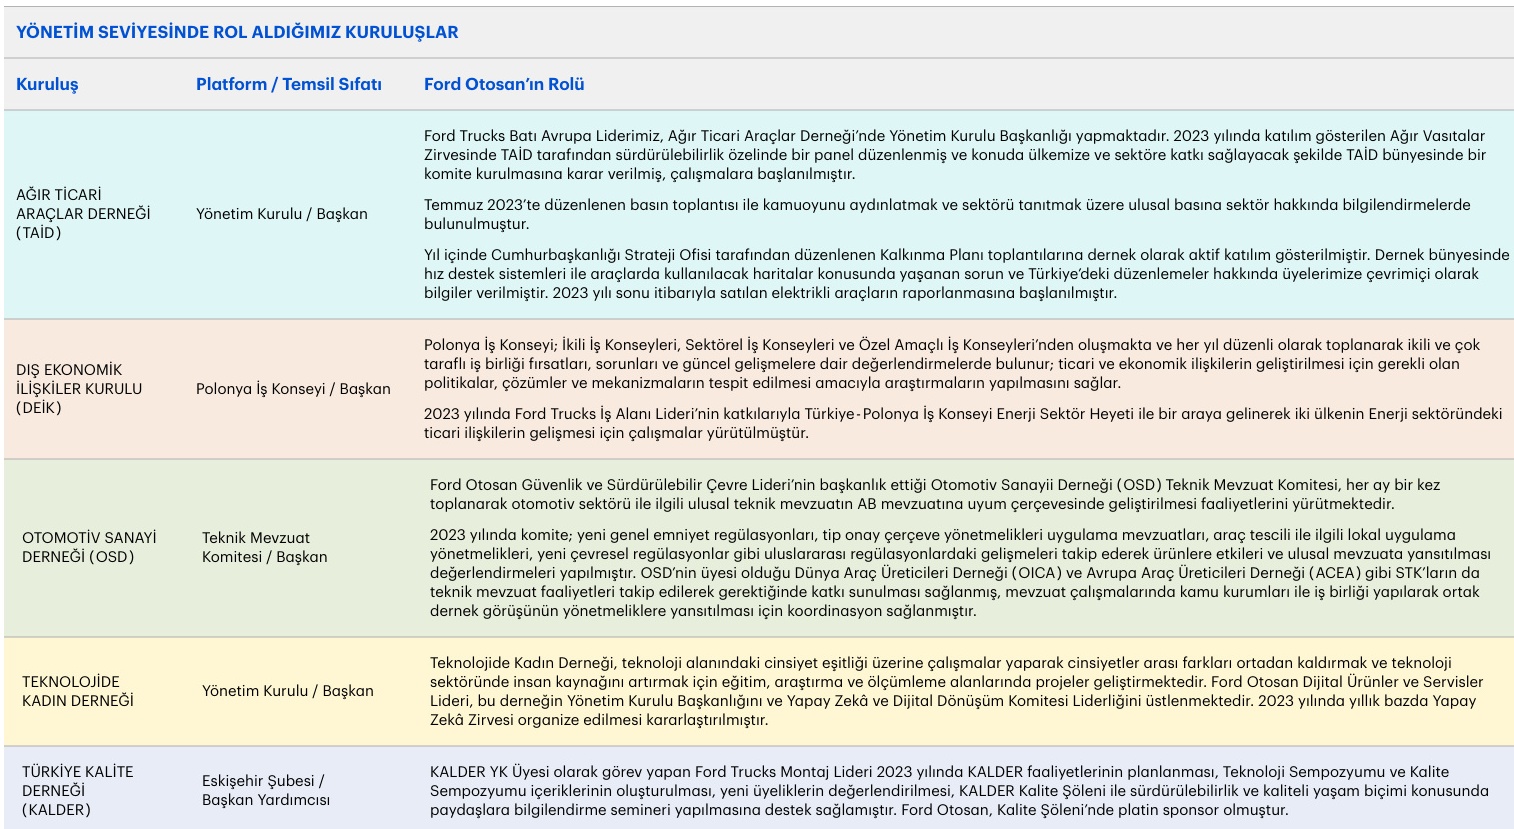 YÖNETİM SEVİYESİNDE ROL ALDIĞIMIZ KURULUŞLAR
Kuruluş
Platform / Temsil Sıfatı
Ford Otosan’ın Rolü
AĞIR TİCARİ
ARAÇLAR DERNEĞİ
(TAİD)
Yönetim Kurulu / Başkan
Ford Trucks Batı Avrupa Liderimiz, Ağır Ticari Araçlar Derneği’nde Yönetim Kurulu Başkanlığı yapmaktadır. 2023 yılında katılım gösterilen Ağır Vasıtalar
Zirvesinde TAİD tarafından sürdürülebilirlik özelinde bir panel düzenlenmiş ve konuda ülkemize ve sektöre katkı sağlayacak şekilde TAİD bünyesinde bir
komite kurulmasına karar verilmiş, çalışmalara başlanılmıştır.
Temmuz 2023’te düzenlenen basın toplantısı ile kamuoyunu aydınlatmak ve sektörü tanıtmak üzere ulusal basına sektör hakkında bilgilendirmelerde
bulunulmuştur.
Yıl içinde Cumhurbaşkanlığı Strateji Ofisi tarafından düzenlenen Kalkınma Planı toplantılarına dernek olarak aktif katılım gösterilmiştir. Dernek bünyesinde
hız destek sistemleri ile araçlarda kullanılacak haritalar konusunda yaşanan sorun ve Türkiye’deki düzenlemeler hakkında üyelerimize çevrimiçi olarak
bilgiler verilmiştir. 2023 yılı sonu itibarıyla satılan elektrikli araçların raporlanmasına başlanılmıştır.
DIŞ EKONOMİK
İLİŞKİLER KURULU
(DEİK)
Polonya İş Konseyi / Başkan
Polonya İş Konseyi; İkili İş Konseyleri, Sektörel İş Konseyleri ve Özel Amaçlı İş Konseyleri’nden oluşmakta ve her yıl düzenli olarak toplanarak ikili ve çok
taraflı iş birliği fırsatları, sorunları ve güncel gelişmelere dair değerlendirmelerde bulunur; ticari ve ekonomik ilişkilerin geliştirilmesi için gerekli olan
politikalar, çözümler ve mekanizmaların tespit edilmesi amacıyla araştırmaların yapılmasını sağlar.
2023 yılında Ford Trucks İş Alanı Lideri’nin katkılarıyla Türkiye-Polonya İş Konseyi Enerji Sektör Heyeti ile bir araya gelinerek iki ülkenin Enerji sektöründeki
ticari ilişkilerin gelişmesi için çalışmalar yürütülmüştür.
OTOMOTİV SANAYİ
DERNEĞİ (OSD)
Teknik Mevzuat
Komitesi / Başkan
Ford Otosan Güvenlik ve Sürdürülebilir Çevre Lideri’nin başkanlık ettiği Otomotiv Sanayii Derneği (OSD) Teknik Mevzuat Komitesi, her ay bir kez
toplanarak otomotiv sektörü ile ilgili ulusal teknik mevzuatın AB mevzuatına uyum çerçevesinde geliştirilmesi faaliyetlerini yürütmektedir.
2023 yılında komite; yeni genel emniyet regülasyonları, tip onay çerçeve yönetmelikleri uygulama mevzuatları, araç tescili ile ilgili lokal uygulama
yönetmelikleri, yeni çevresel regülasyonlar gibi uluslararası regülasyonlardaki gelişmeleri takip ederek ürünlere etkileri ve ulusal mevzuata yansıtılması
değerlendirmeleri yapılmıştır. OSD’nin üyesi olduğu Dünya Araç Üreticileri Derneği (OICA) ve Avrupa Araç Üreticileri Derneği (ACEA) gibi STK’ların da
teknik mevzuat faaliyetleri takip edilerek gerektiğinde katkı sunulması sağlanmış, mevzuat çalışmalarında kamu kurumları ile iş birliği yapılarak ortak
dernek görüşünün yönetmeliklere yansıtılması için koordinasyon sağlanmıştır.
TEKNOLOJİDE
KADIN DERNEĞİ
Yönetim Kurulu / Başkan
Teknolojide Kadın Derneği, teknoloji alanındaki cinsiyet eşitliği üzerine çalışmalar yaparak cinsiyetler arası farkları ortadan kaldırmak ve teknoloji
sektöründe insan kaynağını artırmak için eğitim, araştırma ve ölçümleme alanlarında projeler geliştirmektedir. Ford Otosan Dijital Ürünler ve Servisler
Lideri, bu derneğin Yönetim Kurulu Başkanlığını ve Yapay Zekâ ve Dijital Dönüşüm Komitesi Liderliğini üstlenmektedir. 2023 yılında yıllık bazda Yapay
Zekâ Zirvesi organize edilmesi kararlaştırılmıştır.
TÜRKİYE KALİTE
DERNEĞİ
(KALDER)
Eskişehir Şubesi /
Başkan Yardımcısı
KALDER YK Üyesi olarak görev yapan Ford Trucks Montaj Lideri 2023 yılında KALDER faaliyetlerinin planlanması, Teknoloji Sempozyumu ve Kalite
Sempozyumu içeriklerinin oluşturulması, yeni üyeliklerin değerlendirilmesi, KALDER Kalite Şöleni ile sürdürülebilirlik ve kaliteli yaşam biçimi konusunda
paydaşlara bilgilendirme semineri yapılmasına destek sağlamıştır. Ford Otosan, Kalite Şöleni’nde platin sponsor olmuştur.